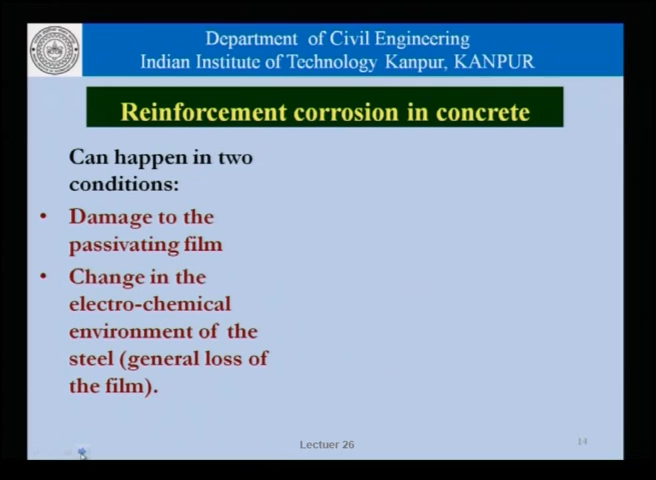 Department of Civil Engineering
Indian Institute of Technology Kanpur, KANPUR
Reinforcement corrosion in concrete
Can happen in two
conditions:
• Damage to the
passivating film
• Change in the
electro-chemical
environment of the
steel (general loss of
the film).
Lectuer 26
14